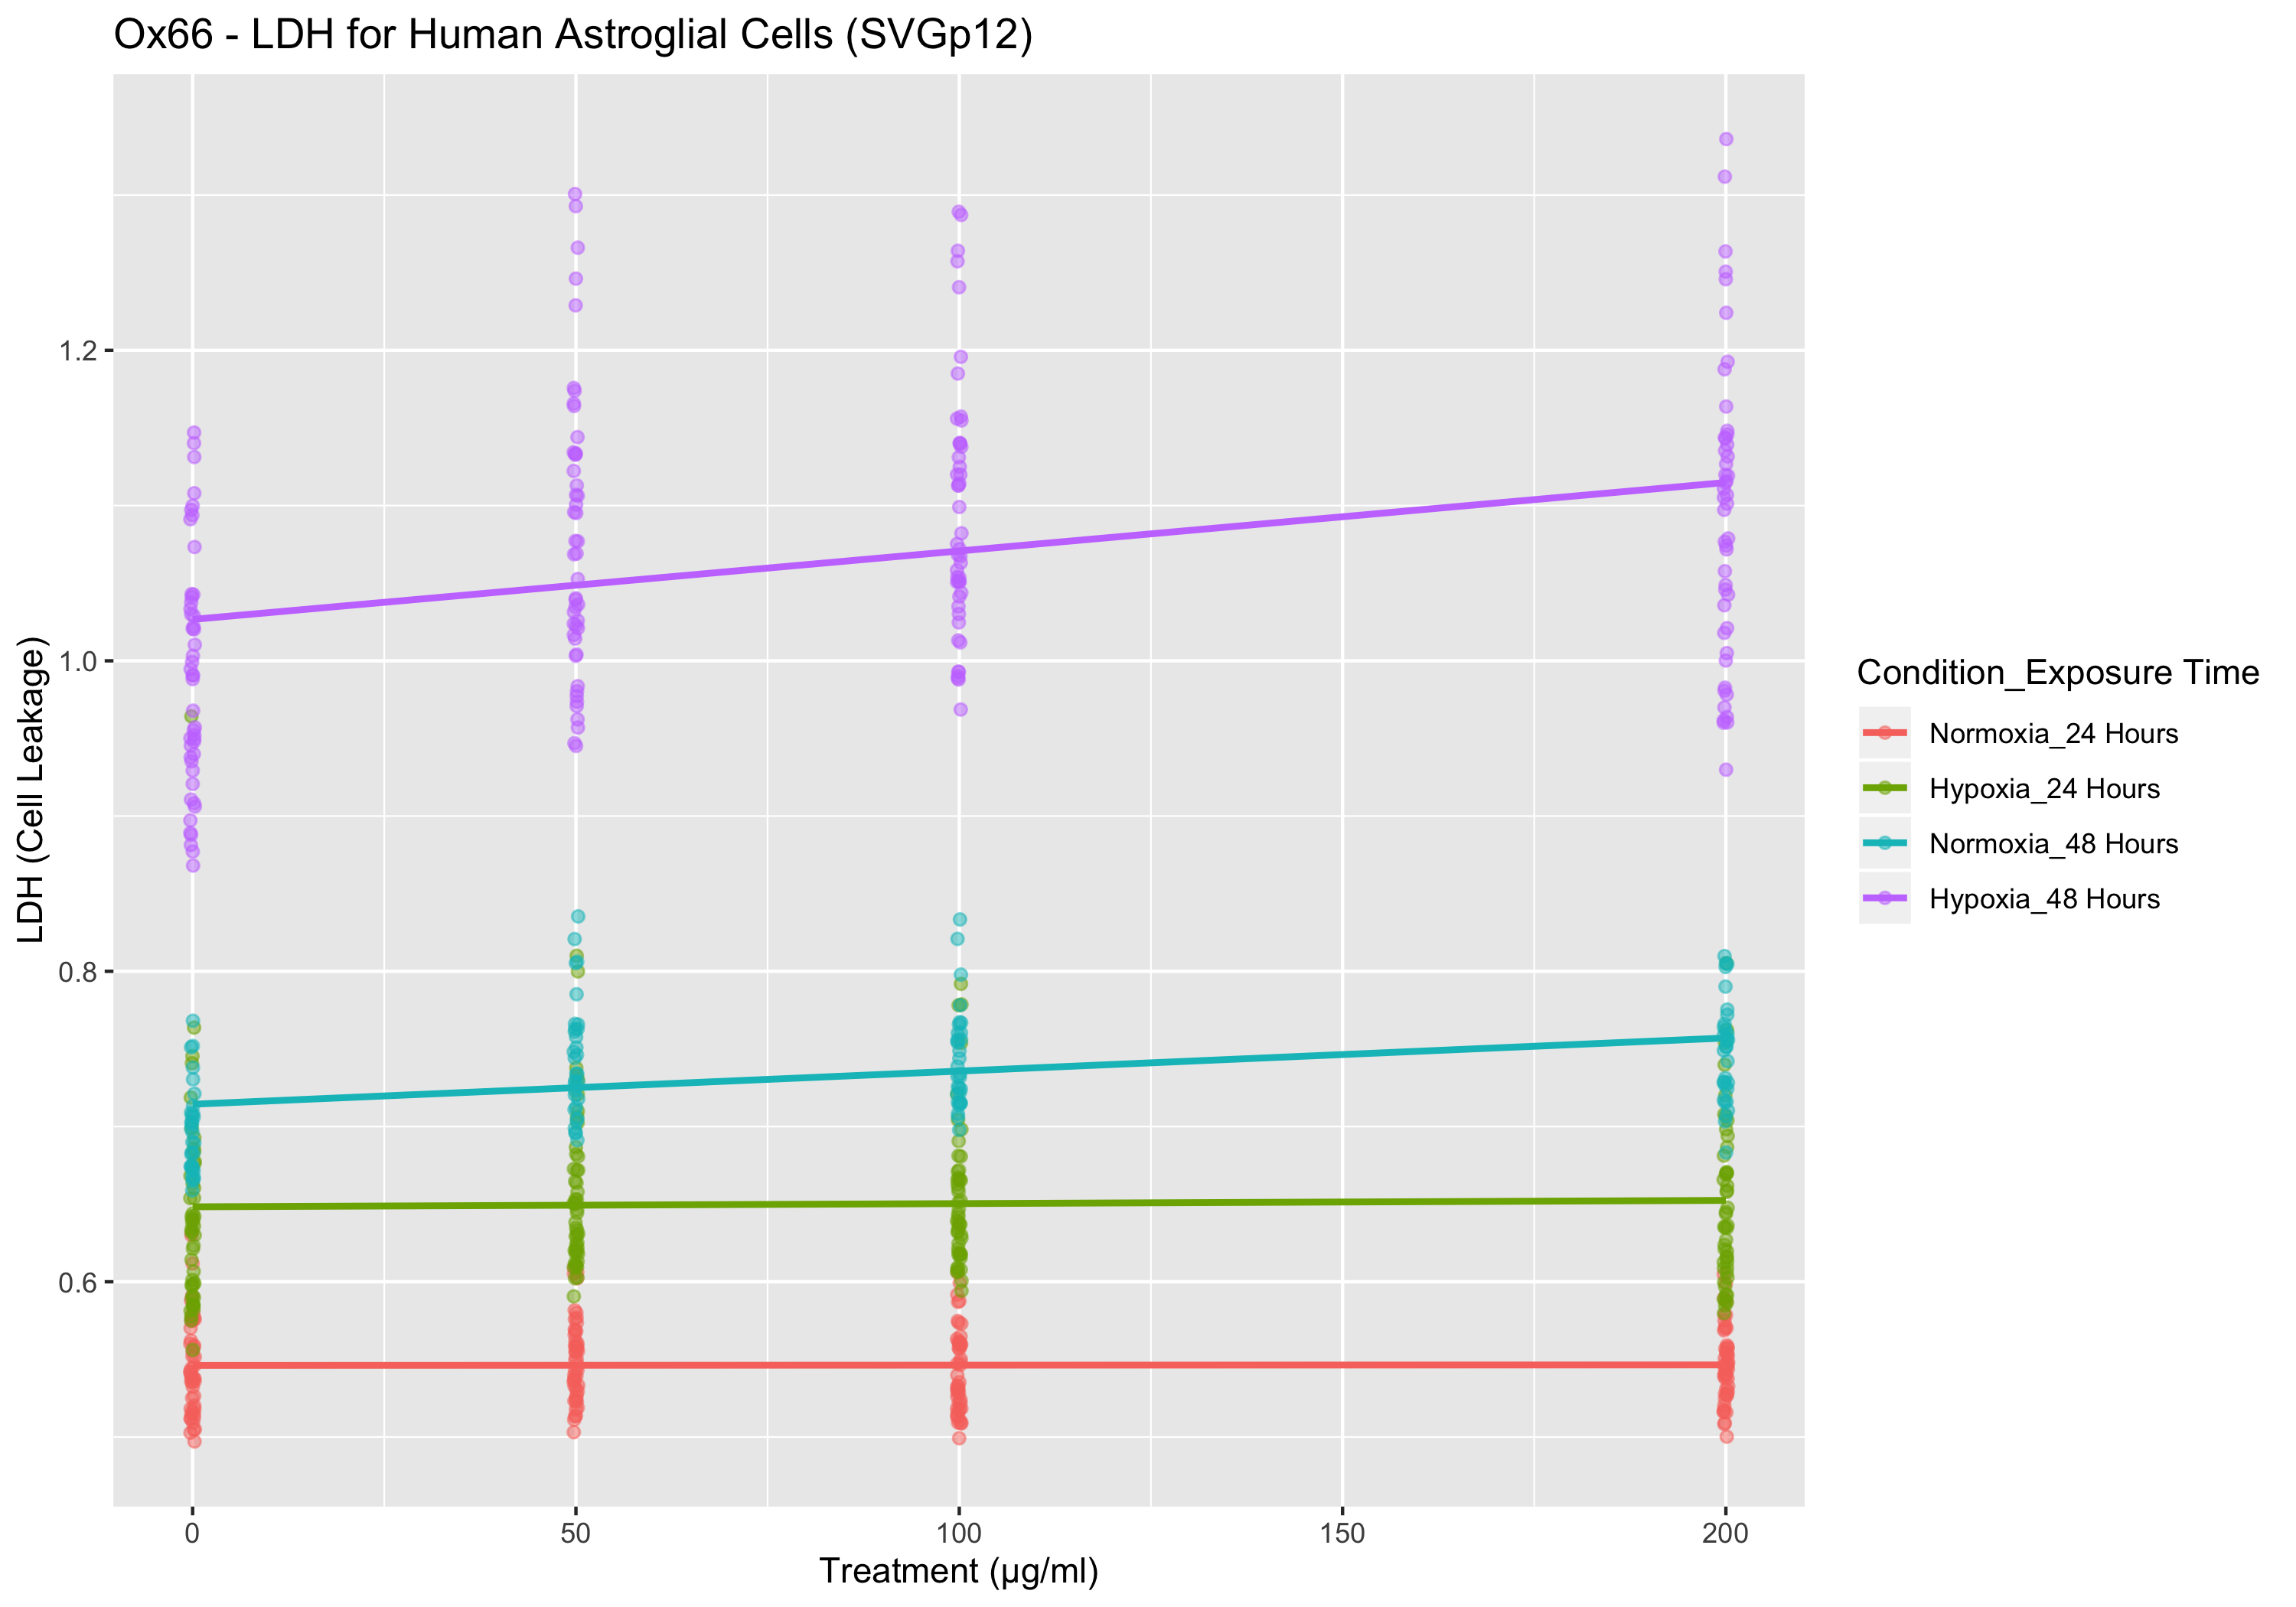 Ox66 - LDH for Human Astroglial Cells (SVGp12)
LDH (Cell Leakage)
1.2
1.0
0.8
0.6
0
50
100
150
200
Treatment (µg/ml)
Condition_Exposure Time
Normoxia_24 Hours
Hypoxia_24 Hours
Normoxia_48 Hours
Hypoxia_48 Hours